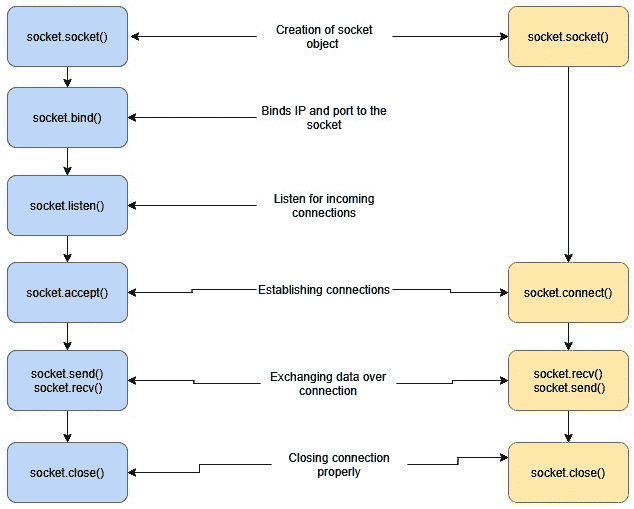 socket.socket()
Creation of socket
object
socket.socket()
socket.bind()
Binds IP and port to the
socket
socket.listen()
Listen for incoming
connections
socket.accept()
Establishing connections
socket.connect()
socket.send()
socket.recv()
Exchanging data over
connection
socket.recv()
socket.send()
socket.close()
Closing connection
properly
socket.close()